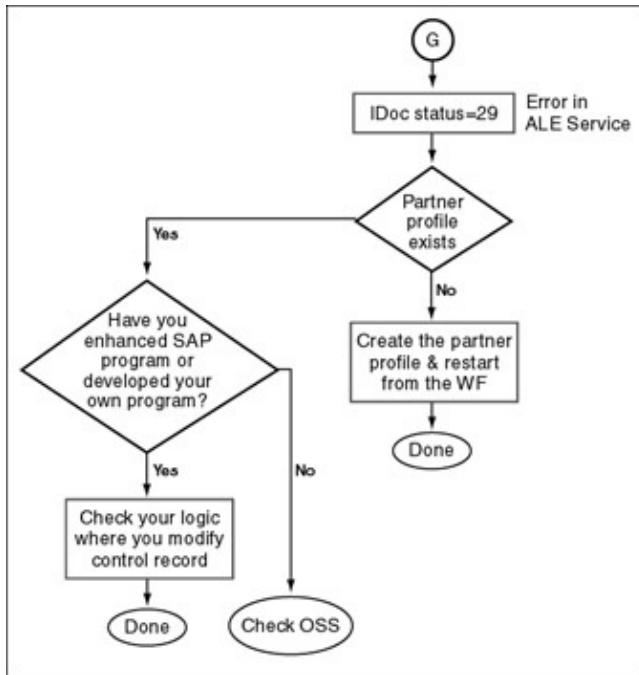 G
IDoc status=29
Error in
ALE Service
Partner
profile
exists
Yes
No
Have you
enhanced SAP
program or
developed your
own program?
Create the partner
profile & restart
from the WF
Done
Yes
No
Check your logic
where you modify
control record
Done
Check OSS